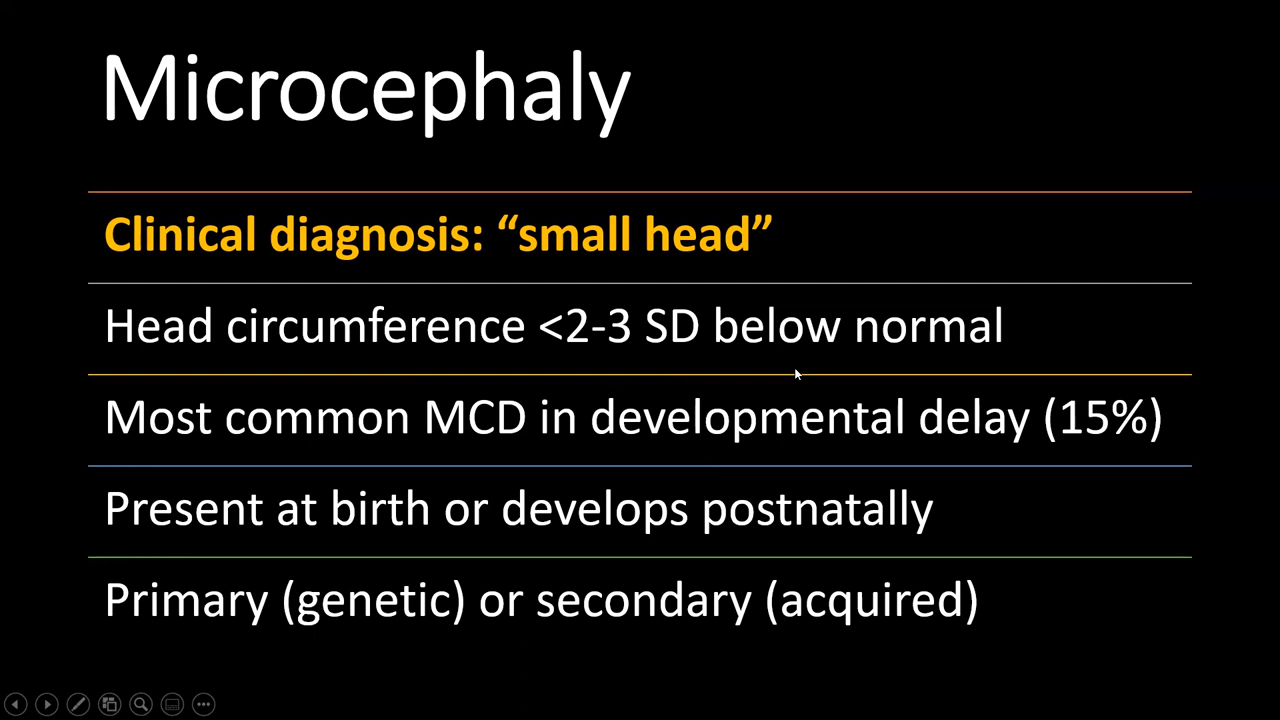 Microcephaly
Clinical diagnosis: “small head”
Head circumference <2-3 SD below normal
Most common MCD in developmental delay (15%)
Present at birth or develops postnatally
Primary (genetic) or secondary (acquired)